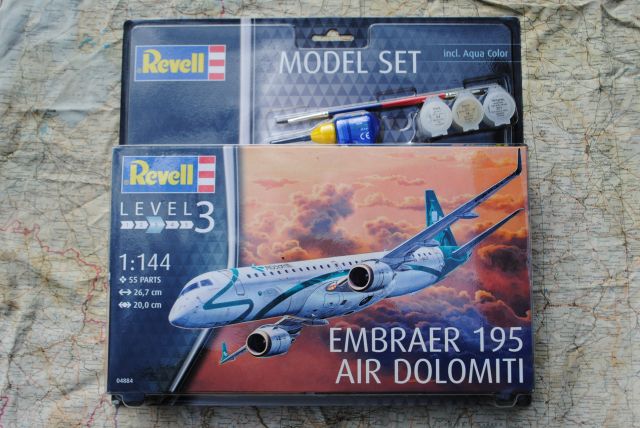 Revell
MODEL SET
incl. Aqua Color
Revell
LEVEL 3
1:144
55 PARTS
26,7 cm
20,0 cm
04884
EMBRAER 195
AIR DOLOMITI